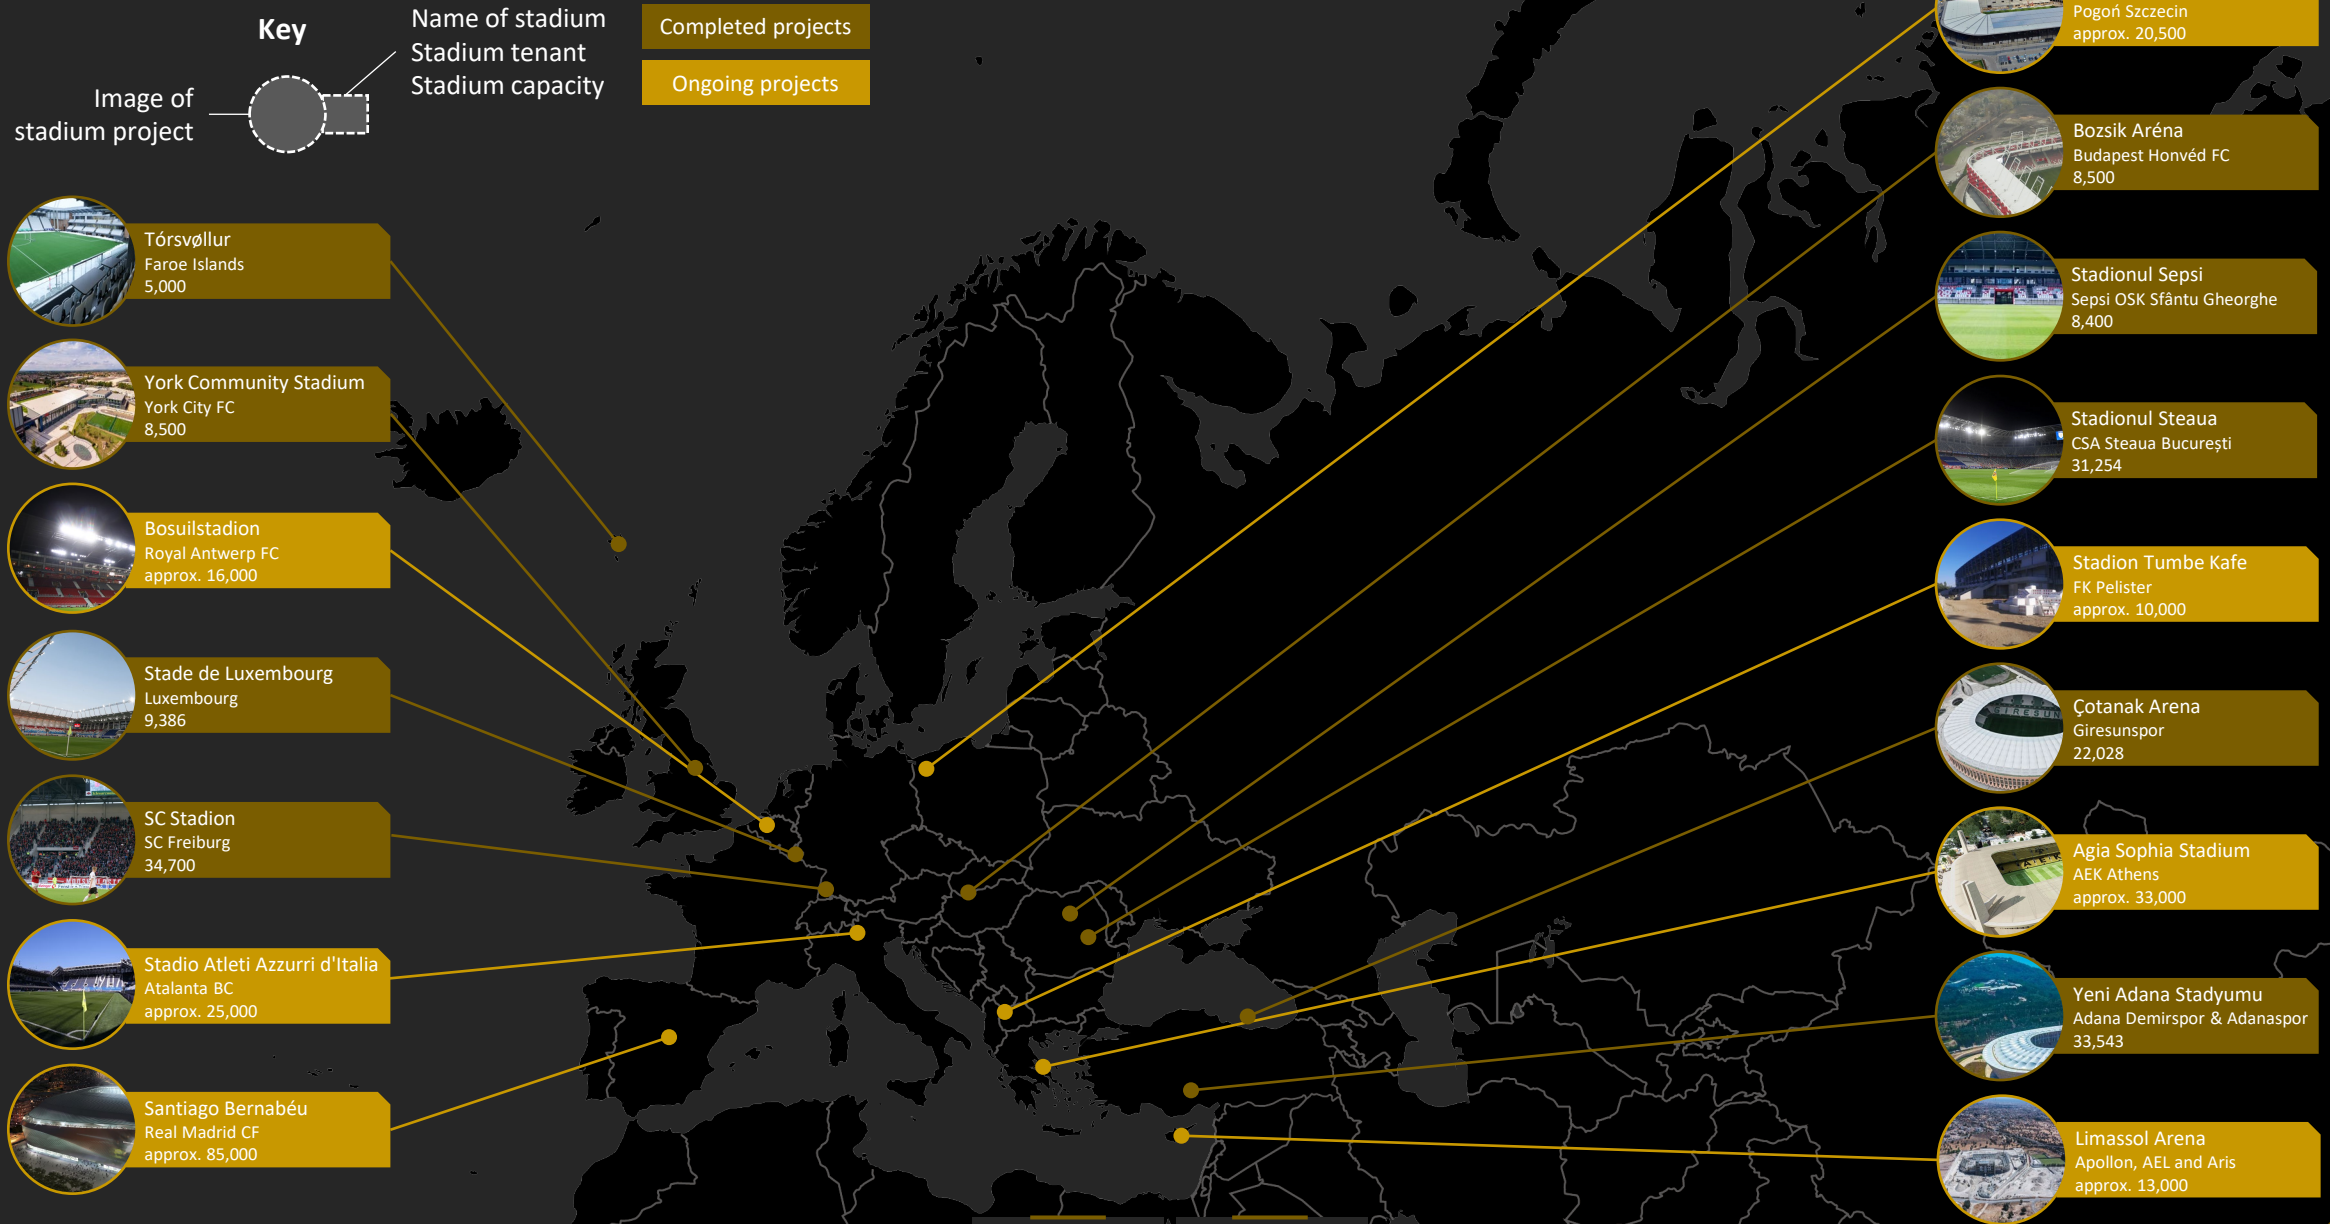 Key
Image of
stadium project
Name of stadium
Stadium tenant
Stadium capacity
Completed projects
Ongoing projects
Tórsvøllur
Faroe Islands
5,000
York Community Stadium
York City FC
8,500
Bosuilstadion
Royal Antwerp FC
approx. 16,000
Stade de Luxembourg
Luxembourg
9,386
SC Stadion
SC Freiburg
34,700
Stadio Atleti Azzurri d'Italia
Atalanta BC
approx. 25,000
Santiago Bernabéu
Real Madrid CF
approx. 85,000
Pogoń Szczecin
approx. 20,500
Bozsik Aréna
Budapest Honvéd FC
8,500
Stadionul Sepsi
Sepsi OSK Sfântu Gheorghe
8,400
Stadionul Steaua
CSA Steaua București
31,254
Stadion Tumbe Kafe
FK Pelister
approx. 10,000
Çotanak Arena
Giresunspor
22,028
Agia Sophia Stadium
AEK Athens
approx. 33,000
Yeni Adana Stadyumu
Adana Demirspor & Adanaspor
33,543
Limassol Arena
Apollon, AEL and Aris
approx. 13,000